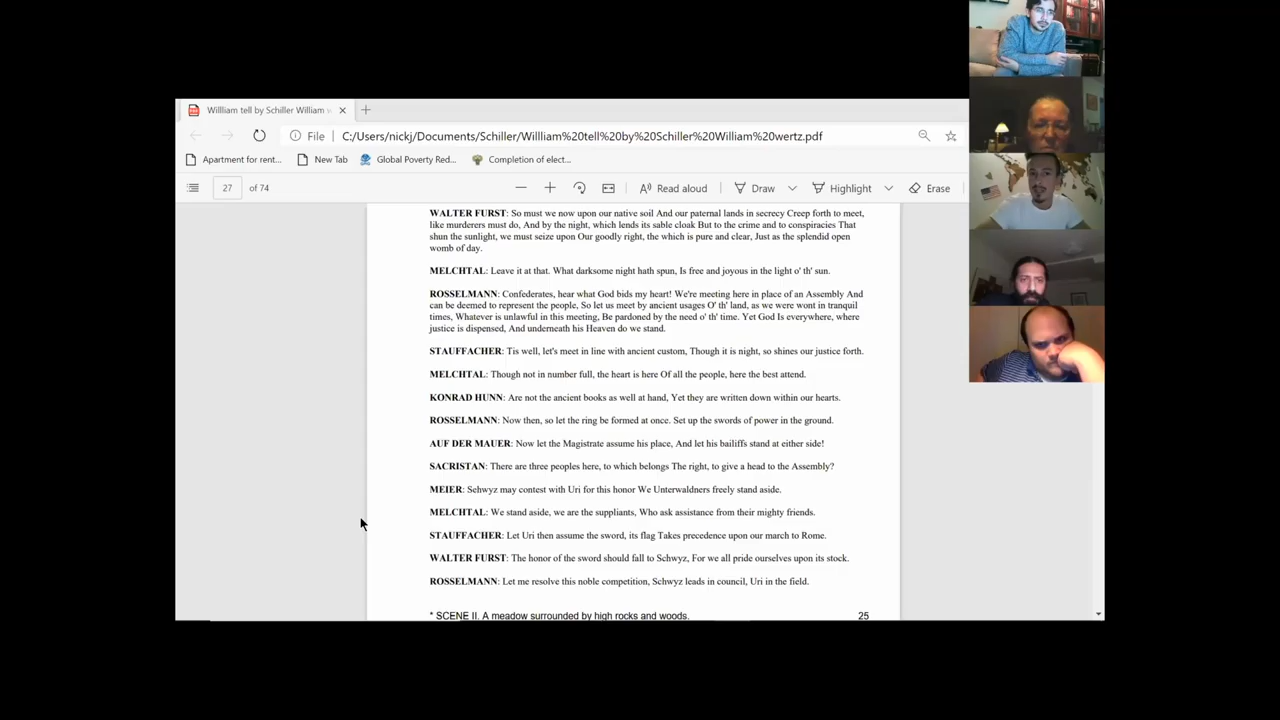 Willliam tell by Schiller William w
File C:/Users/nickj/Documents/Schiller/Willliam%20tell%20by%20Schiller%20William%20wertz.pdf
Apartment for rent... New Tab Global Poverty Red... Completion of elect...
27 of 74 Read aloud Draw Highlight Erase
WALTER FURST: So must we now upon our native soil And our paternal lands in secrecy Creep forth to meet,
like murderers must do, And by the night, which lends its sable cloak But to the crime and to conspiracies That
shun the sunlight, we must seize upon Our goodly right, the which is pure and clear, Just as the splendid open
womb of day.
MELCHTAL: Leave it at that. What darksome night hath spun, Is free and joyous in the light o' th' sun.
ROSSELMANN: Confederates, hear what God bids my heart! We're meeting here in place of an Assembly And
can be deemed to represent the people, So let us meet by ancient usages O' th' land, as we were wont in tranquil
times, Whatever is unlawful in this meeting, Be pardoned by the need o' th' time. Yet God Is everywhere, where
justice is dispensed, And underneath his Heaven do we stand.
STAUFFACHER: Tis well, let's meet in line with ancient custom, Though it is night, so shines our justice forth.
MELCHTAL: Though not in number full, the heart is here Of all the people, here the best attend.
KONRAD HUNN: Are not the ancient books as well at hand, Yet they are written down within our hearts.
ROSSELMANN: Now then, so let the ring be formed at once. Set up the swords of power in the ground.
AUF DER MAUER: Now let the Magistrate assume his place, And let his bailiffs stand at either side!
SACRISTAN: There are three peoples here, to which belongs The right, to give a head to the Assembly?
MEIER: Schwyz may contest with Uri for this honor We Unterwaldners freely stand aside.
MELCHTAL: We stand aside, we are the suppliants, Who ask assistance from their mighty friends.
STAUFFACHER: Let Uri then assume the sword, its flag Takes precedence upon our march to Rome.
WALTER FURST: The honor of the sword should fall to Schwyz, For we all pride ourselves upon its stock.
ROSSELMANN: Let me resolve this noble competition, Schwyz leads in council, Uri in the field.
* SCENE II. A meadow surrounded by high rocks and woods. 25